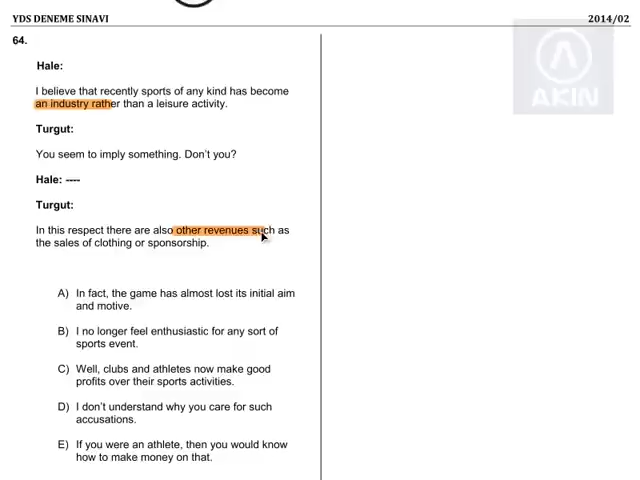 YDS DENEME SINAVI 2014/02
64.
Hale:
I believe that recently sports of any kind has become
an industry rather than a leisure activity.
Turgut:
You seem to imply something. Don't you?
Hale: ----
Turgut:
In this respect there are also other revenues such as
the sales of clothing or sponsorship.
A) In fact, the game has almost lost its initial aim
and motive.
B) I no longer feel enthusiastic for any sort of
sports event.
C) Well, clubs and athletes now make good
profits over their sports activities.
D) I don't understand why you care for such
accusations.
E) If you were an athlete, then you would know
how to make money on that.
AKIN